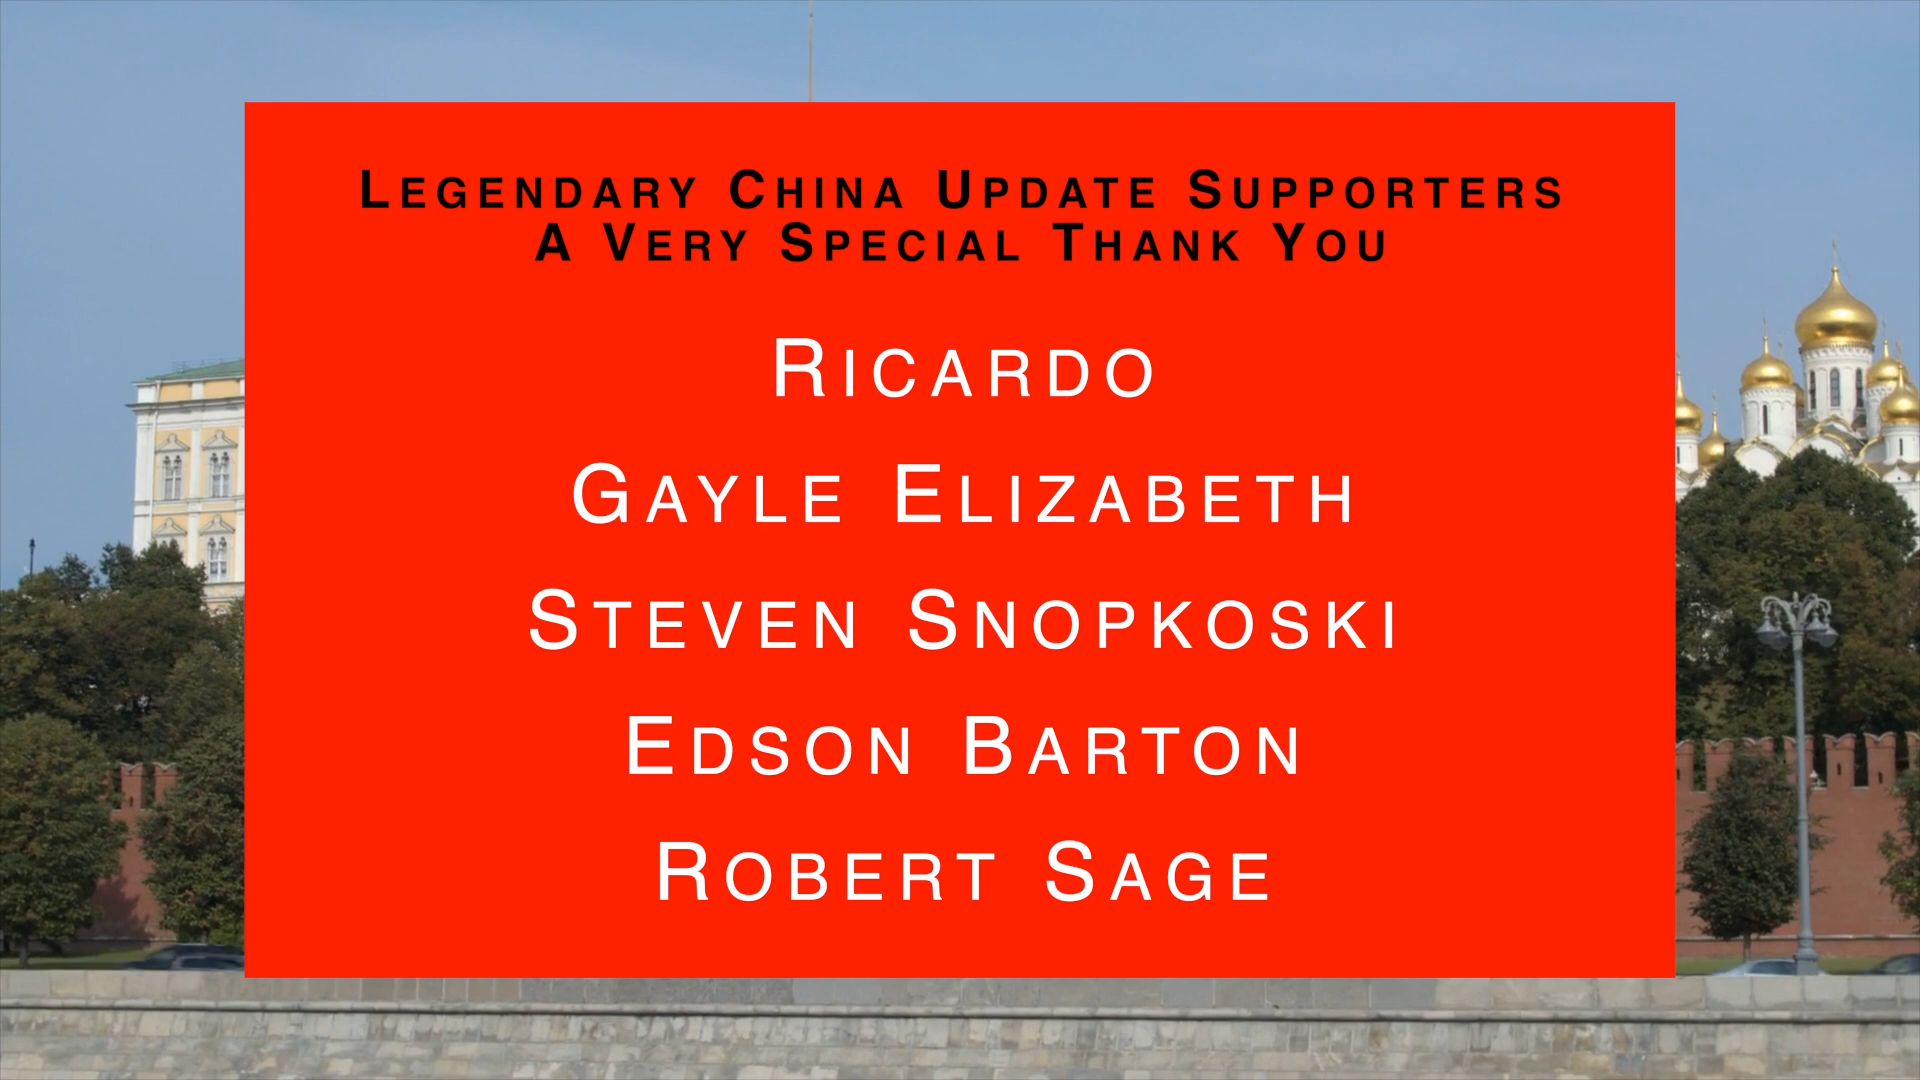 Legendary China Update Supporters
A Very Special Thank You
Ricardo
Gayle Elizabeth
Steven Snopkoski
Edson Barton
Robert Sage